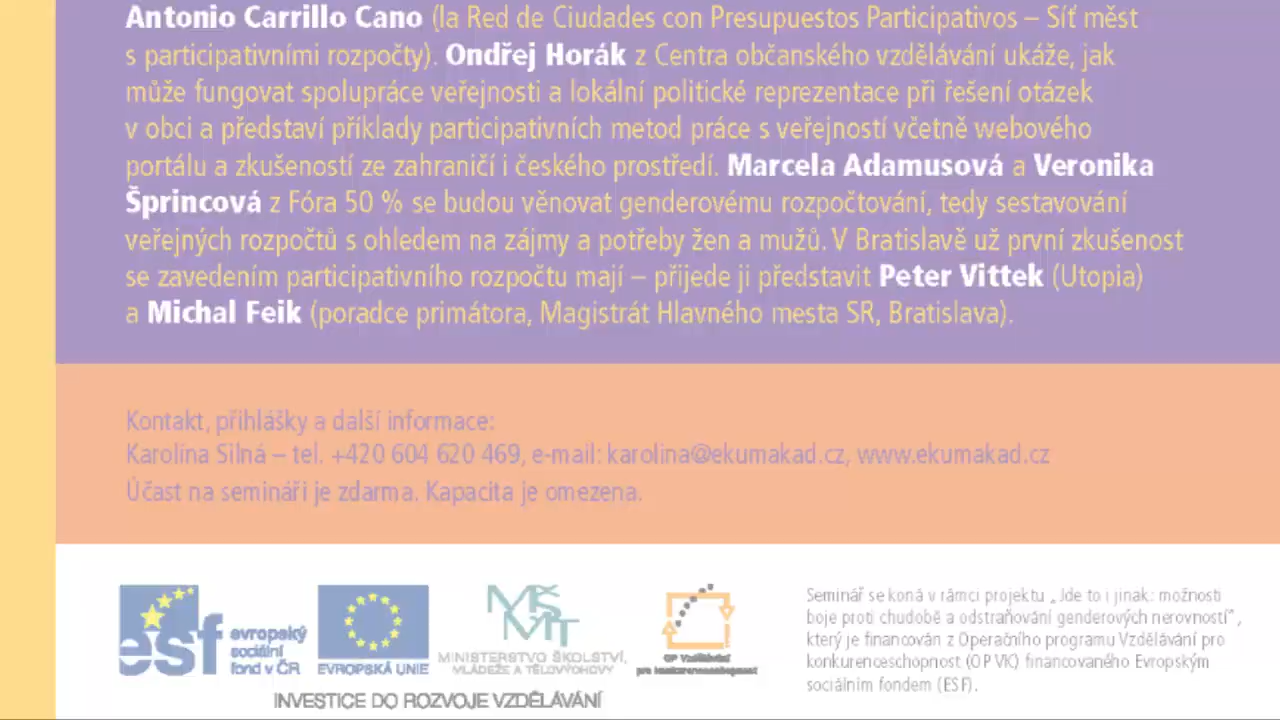 Antonio Carrillo Cano (la Red de Ciudades con Presupuestos Participativos – Síť měst
s participativními rozpočty). Ondřej Horák z Centra občanského vzdělávání ukáže, jak
může fungovat spolupráce veřejnosti a lokální politické reprezentace při řešení otázek
v obci a představí příklady participativních metod práce s veřejností včetně webového
portálu a zkušeností ze zahraničí i českého prostředí. Marcela Adamusová a Veronika
Šprincová z Fóra 50 % se budou věnovat genderovému rozpočtování, tedy sestavování
veřejných rozpočtů s ohledem na zájmy a potřeby žen a mužů. V Bratislavě už první zkušenost
se zavedením participativního rozpočtu mají – přijede ji představit Peter Vittek (Utopia)
a Michal Feik (poradce primátora, Magistrát Hlavného mesta SR, Bratislava).
Kontakt, přihlášky a další informace:
Karolína Silná – tel. +420 604 620 469, e-mail: karolina@ekumakad.cz, www.ekumakad.cz
Účast na semináři je zdarma. Kapacita je omezena.
esf evropský
sociální
fond v ČR
EVROPSKÁ UNIE
MŠMT
MINISTERSTVO ŠKOLSTVÍ,
MLÁDEŽE A TĚLOVÝCHOVY
OP Vzdělávání
pro konkurenceschopnost
INVESTICE DO ROZVOJE VZDĚLÁVÁNÍ
Seminář se koná v rámci projektu „Jde to i jinak: možnosti
boje proti chudobě a odstraňování genderových nerovností“,
který je financován z Operačního programu Vzdělávání pro
konkurenceschopnost (OP VK) financovaného Evropským
sociálním fondem (ESF).